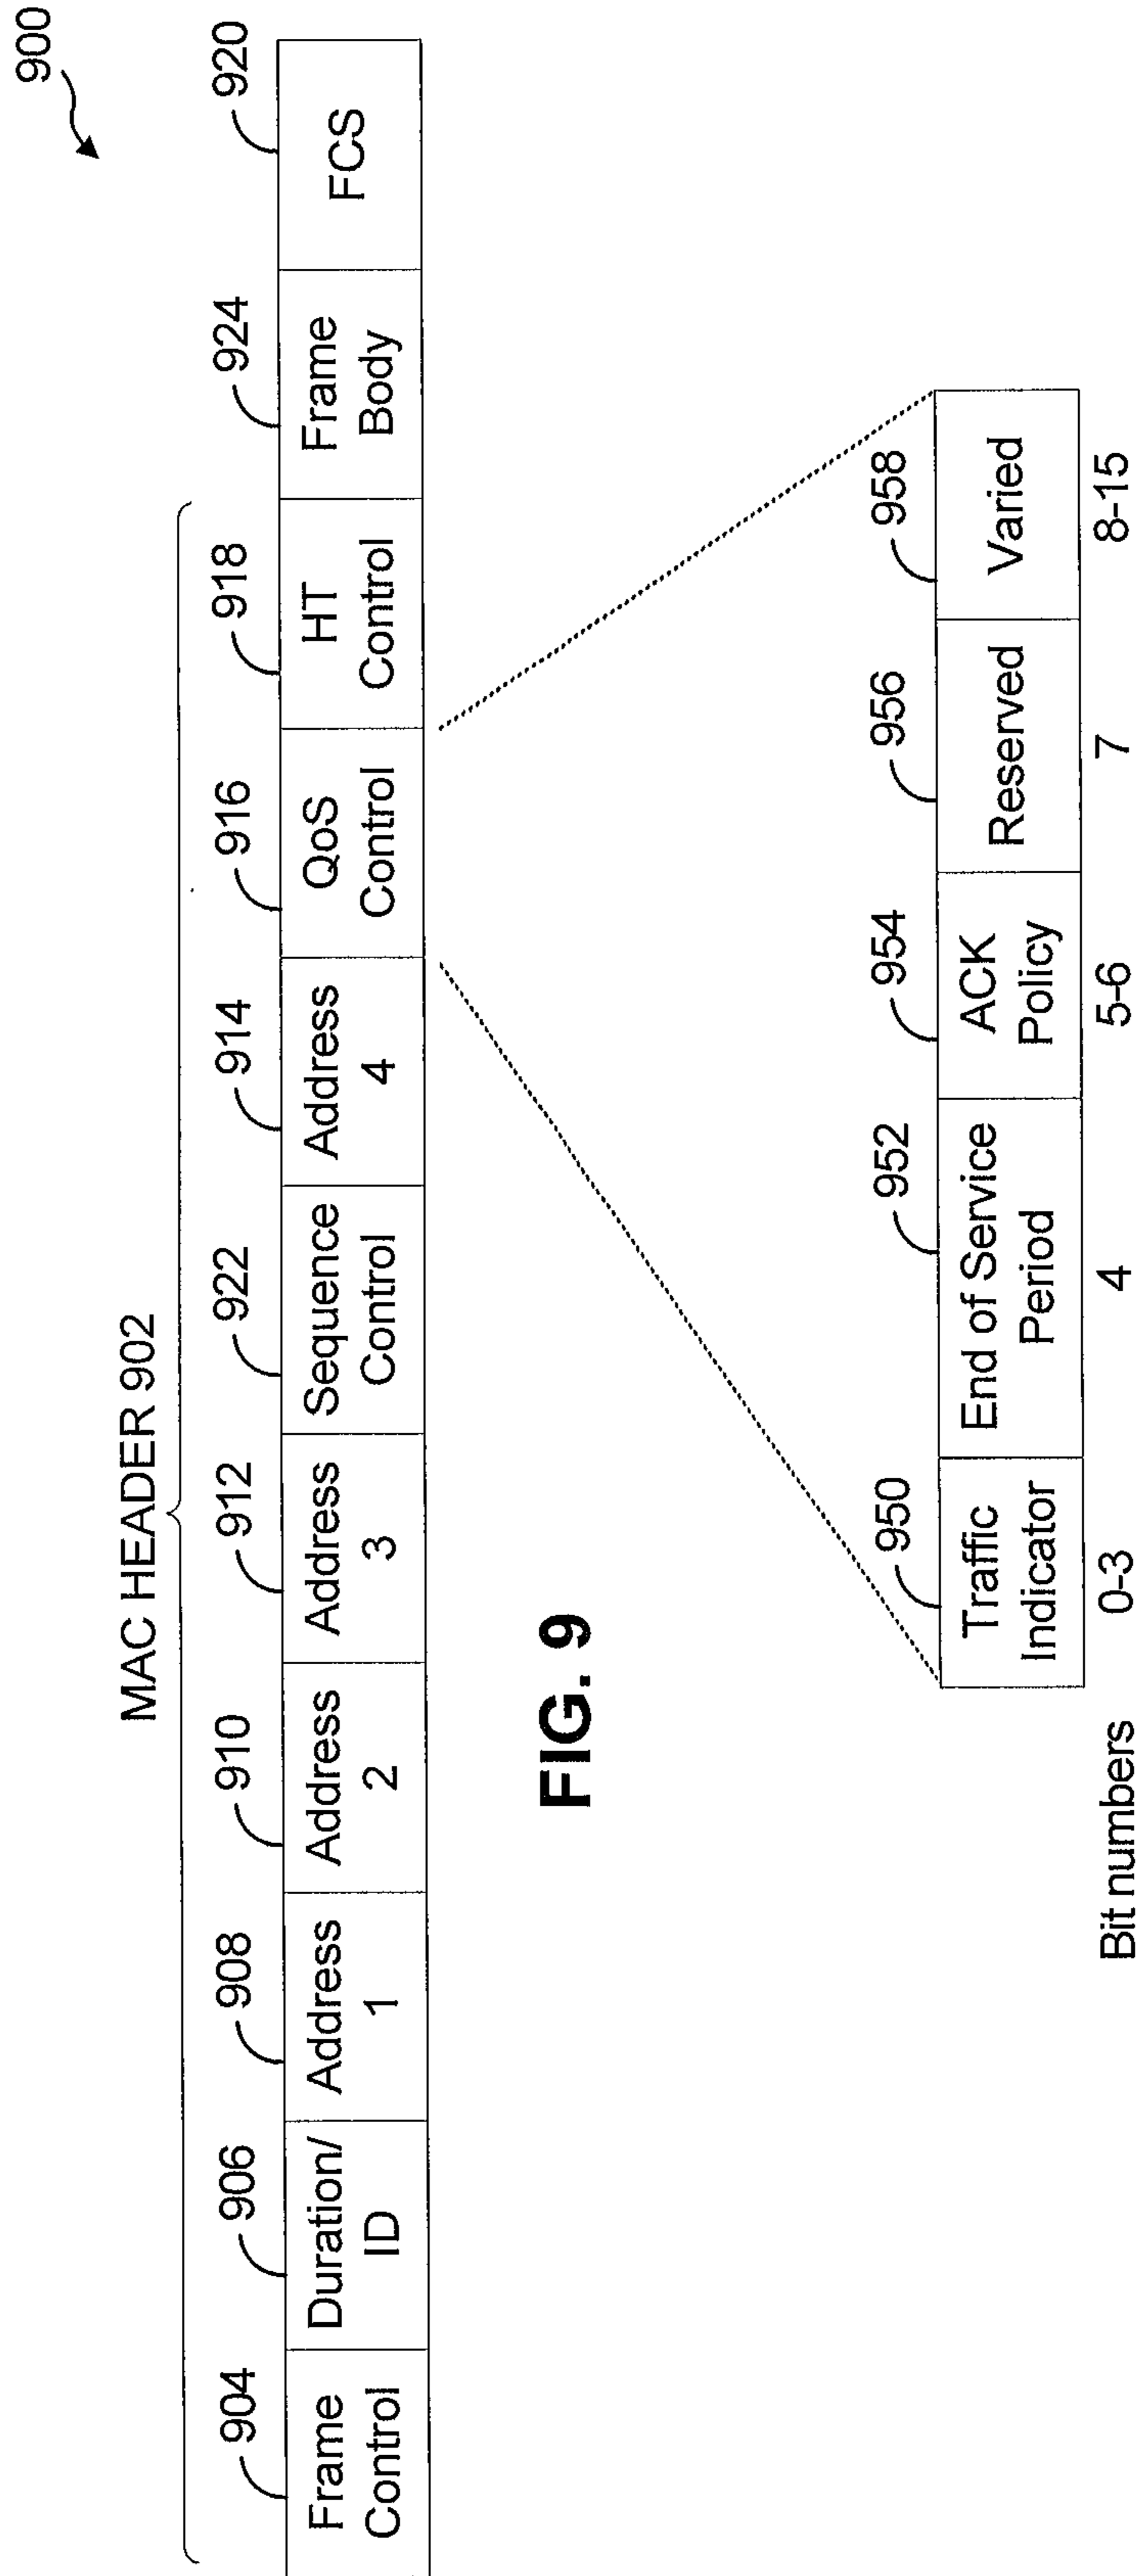 900
MAC HEADER 902
904
906
908
910
912
922
914
916
918
924
920
Frame
Control
Duration/
ID
Address
1
Address
2
Address
3
Sequence
Control
Address
4
QoS
Control
HT
Control
Frame
Body
FCS
FIG. 9
950
952
954
956
958
Traffic
Indicator
End of Service
Period
ACK
Policy
Reserved
Varied
Bit numbers
0-3
4
5-6
7
8-15